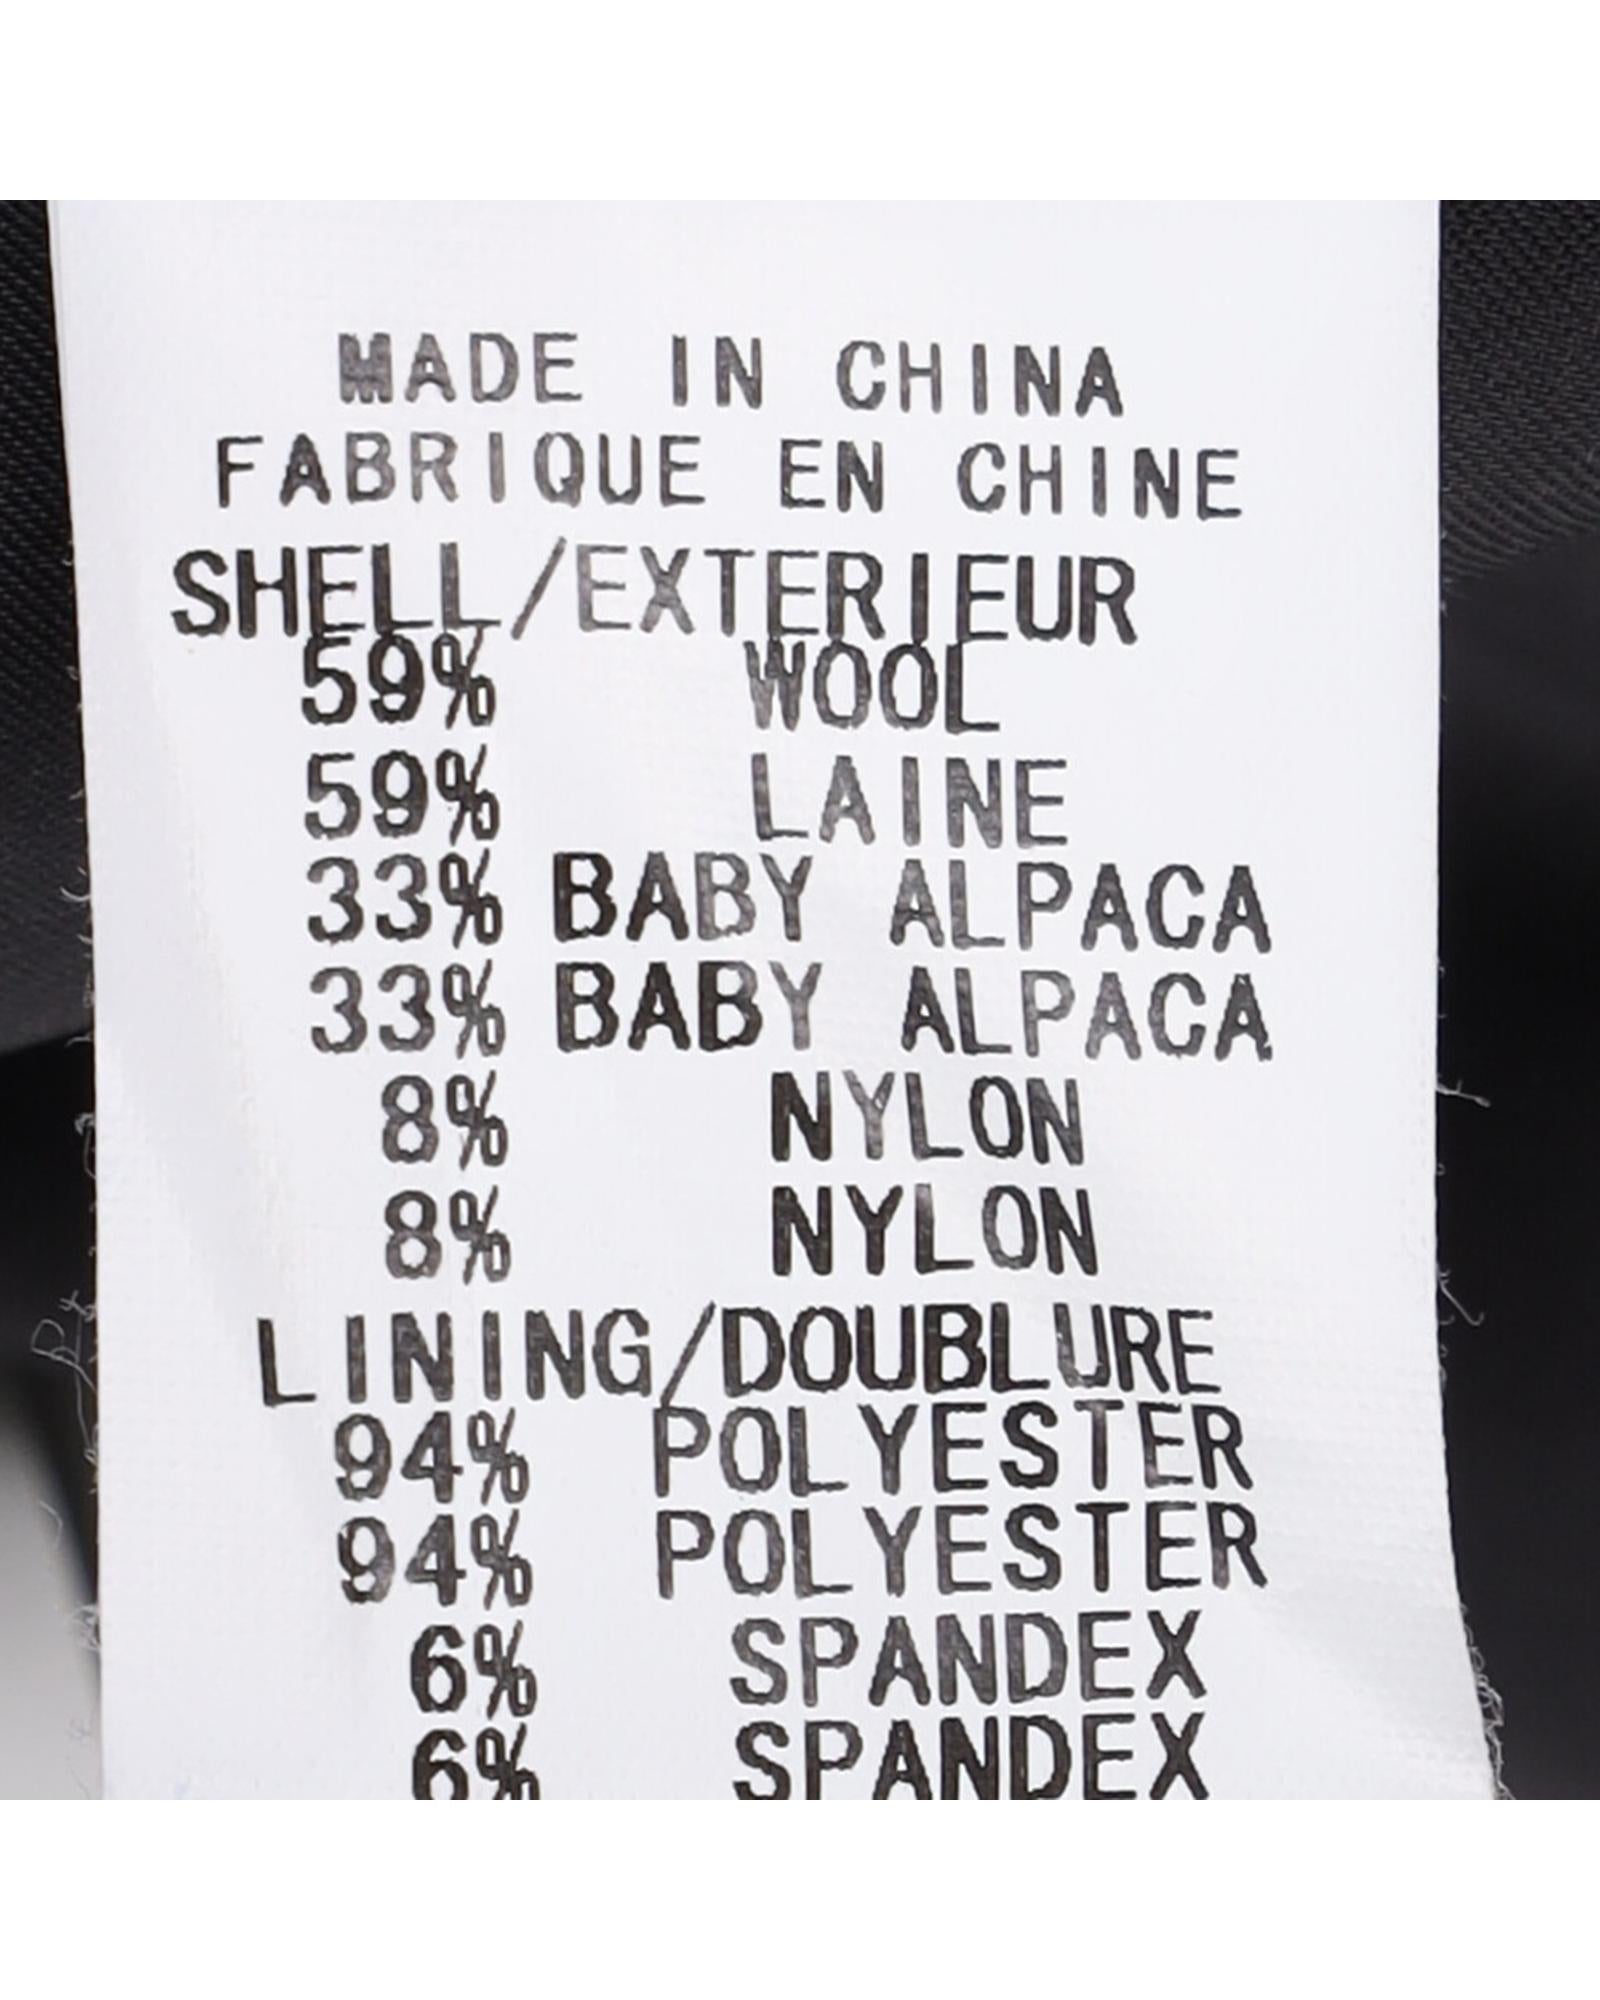 MADE IN CHINA
FABRIQUE EN CHINE
SHELL/EXTERIEUR
59% WOOL
59% LAINE
33% BABY ALPACA
33% BABY ALPACA
8% NYLON
8% NYLON
LINING/DOUBLURE
94% POLYESTER
94% POLYESTER
6% SPANDEX
6% SPANDEX